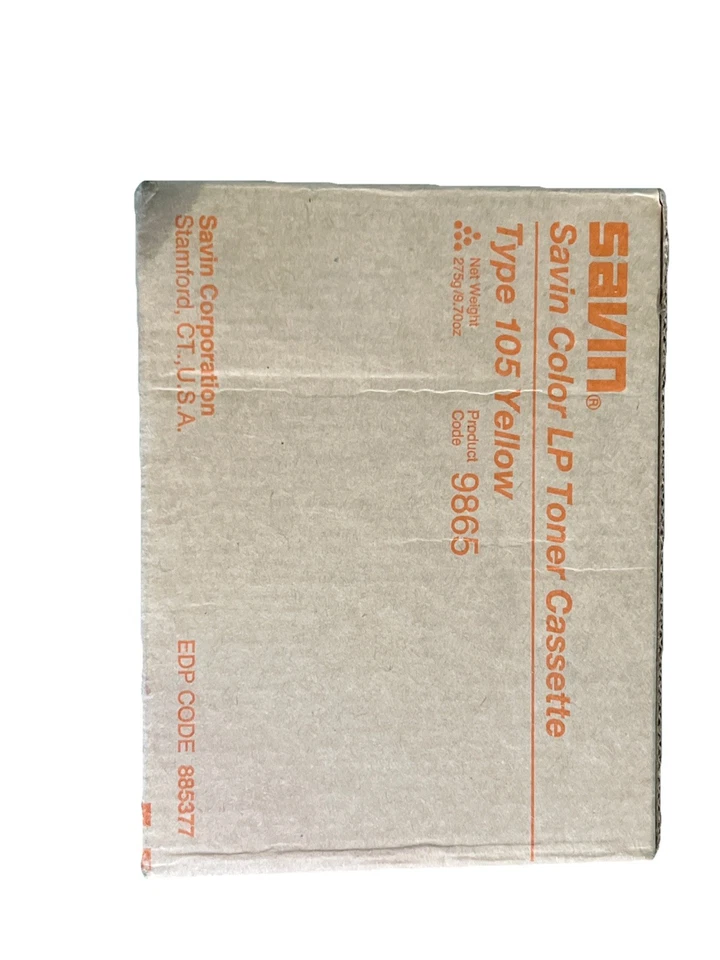 savin®
Savin Color LP Toner Cassette
Type 105 Yellow
Net Weight
275g/9.70oz
Product
Code
9865
Savin Corporation
Stamford, CT.,U.S.A.
EDP CODE 885377